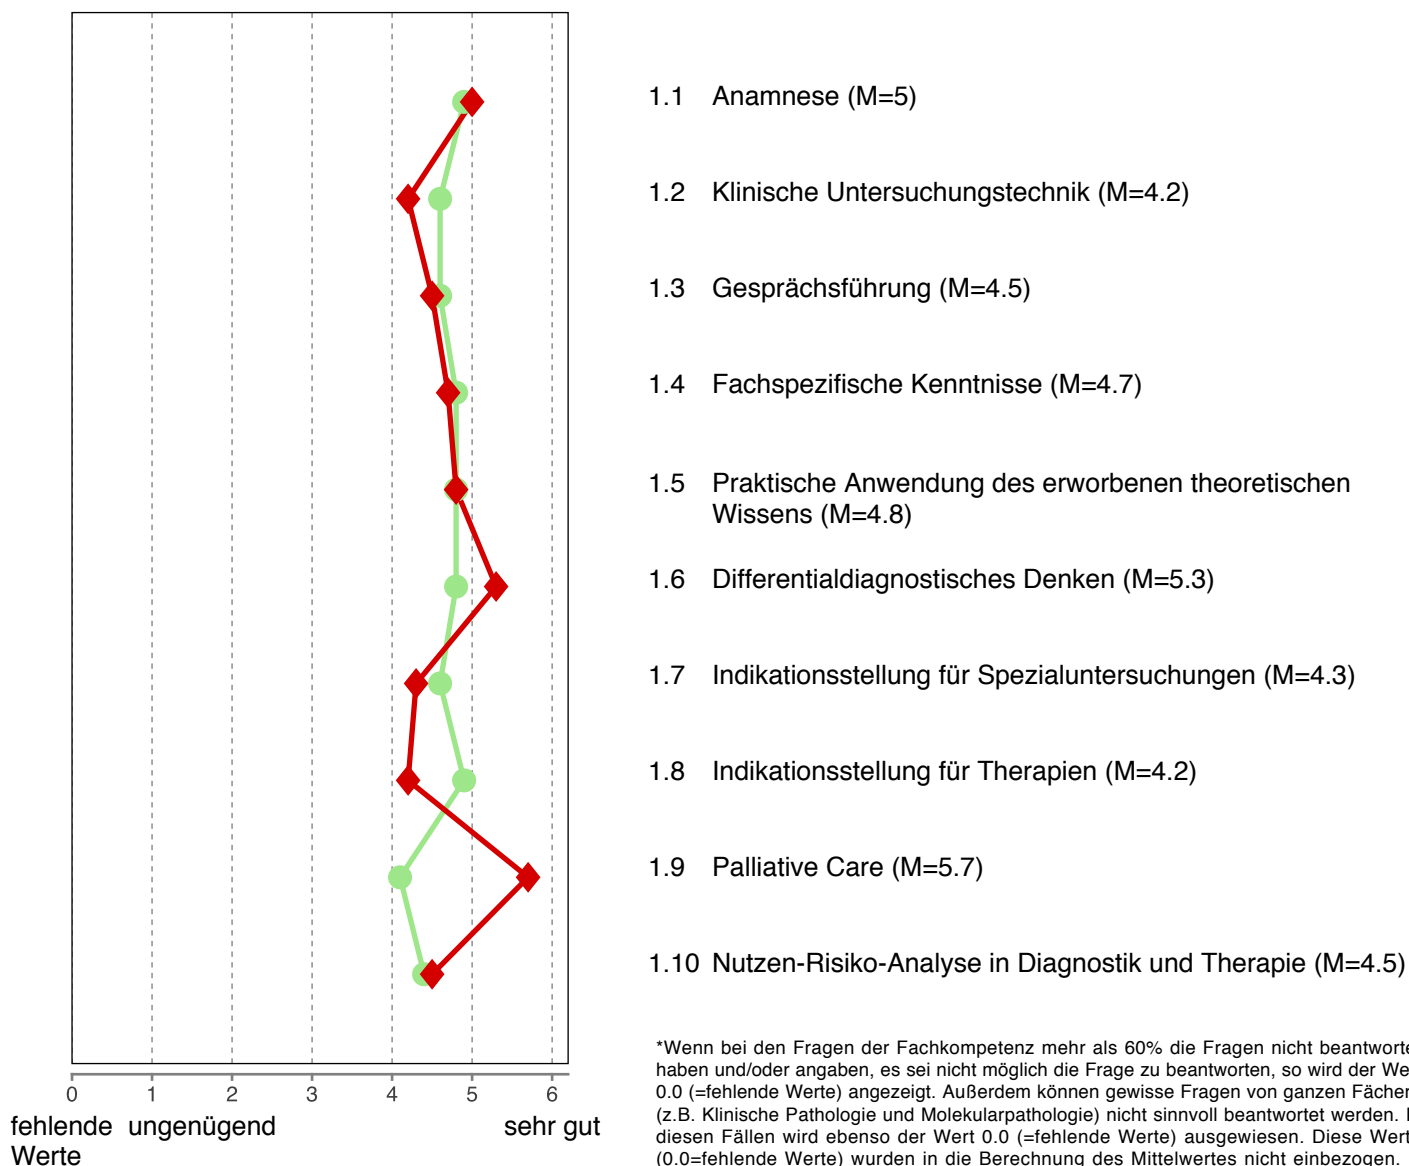 1.1 Anamnese (M=5)
1.2 Klinische Untersuchungstechnik (M=4.2)
1.3 Gesprächsführung (M=4.5)
1.4 Fachspezifische Kenntnisse (M=4.7)
1.5 Praktische Anwendung des erworbenen theoretischen
Wissens (M=4.8)
1.6 Differentialdiagnostisches Denken (M=5.3)
1.7 Indikationsstellung für Spezialuntersuchungen (M=4.3)
1.8 Indikationsstellung für Therapien (M=4.2)
1.9 Palliative Care (M=5.7)
1.10 Nutzen-Risiko-Analyse in Diagnostik und Therapie (M=4.5)
0 1 2 3 4 5 6
fehlende ungenügend sehr gut
Werte
*Wenn bei den Fragen der Fachkompetenz mehr als 60% die Fragen nicht beantworte
haben und/oder angaben, es sei nicht möglich die Frage zu beantworten, so wird der We
0.0 (=fehlende Werte) angezeigt. Außerdem können gewisse Fragen von ganzen Fächer
(z.B. Klinische Pathologie und Molekularpathologie) nicht sinnvoll beantwortet werden.
diesen Fällen wird ebenso der Wert 0.0 (=fehlende Werte) ausgewiesen. Diese Wert
(0.0=fehlende Werte) wurden in die Berechnung des Mittelwertes nicht einbezogen.